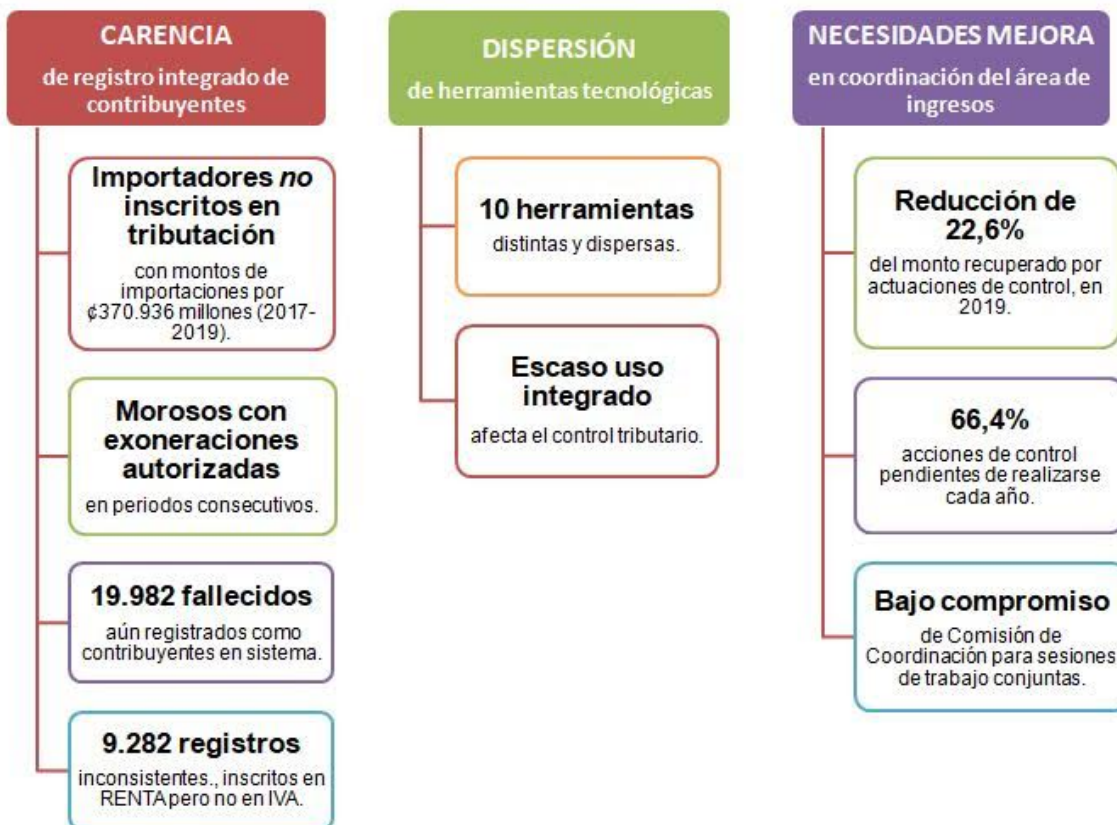 CARENCIA
de registro integrado de
contribuyentes
Importadores no
inscritos en
tributación
con montos de
importaciones por
¢370.936 millones (2017-
2019).
Morosos con
exoneraciones
autorizadas
en periodos consecutivos.
19.982 fallecidos
aún registrados como
contribuyentes en sistema.
9.282 registros
inconsistentes., inscritos en
RENTA pero no en IVA.
DISPERSIÓN
de herramientas tecnológicas
10 herramientas
distintas y dispersas.
Escaso uso
integrado
afecta el control tributario.
NECESIDADES MEJORA
en coordinación del área de
ingresos
Reducción de
22,6%
del monto recuperado por
actuaciones de control, en
2019.
66,4%
acciones de control
pendientes de realizarse
cada año.
Bajo compromiso
de Comisión de
Coordinación para sesiones
de trabajo conjuntas.